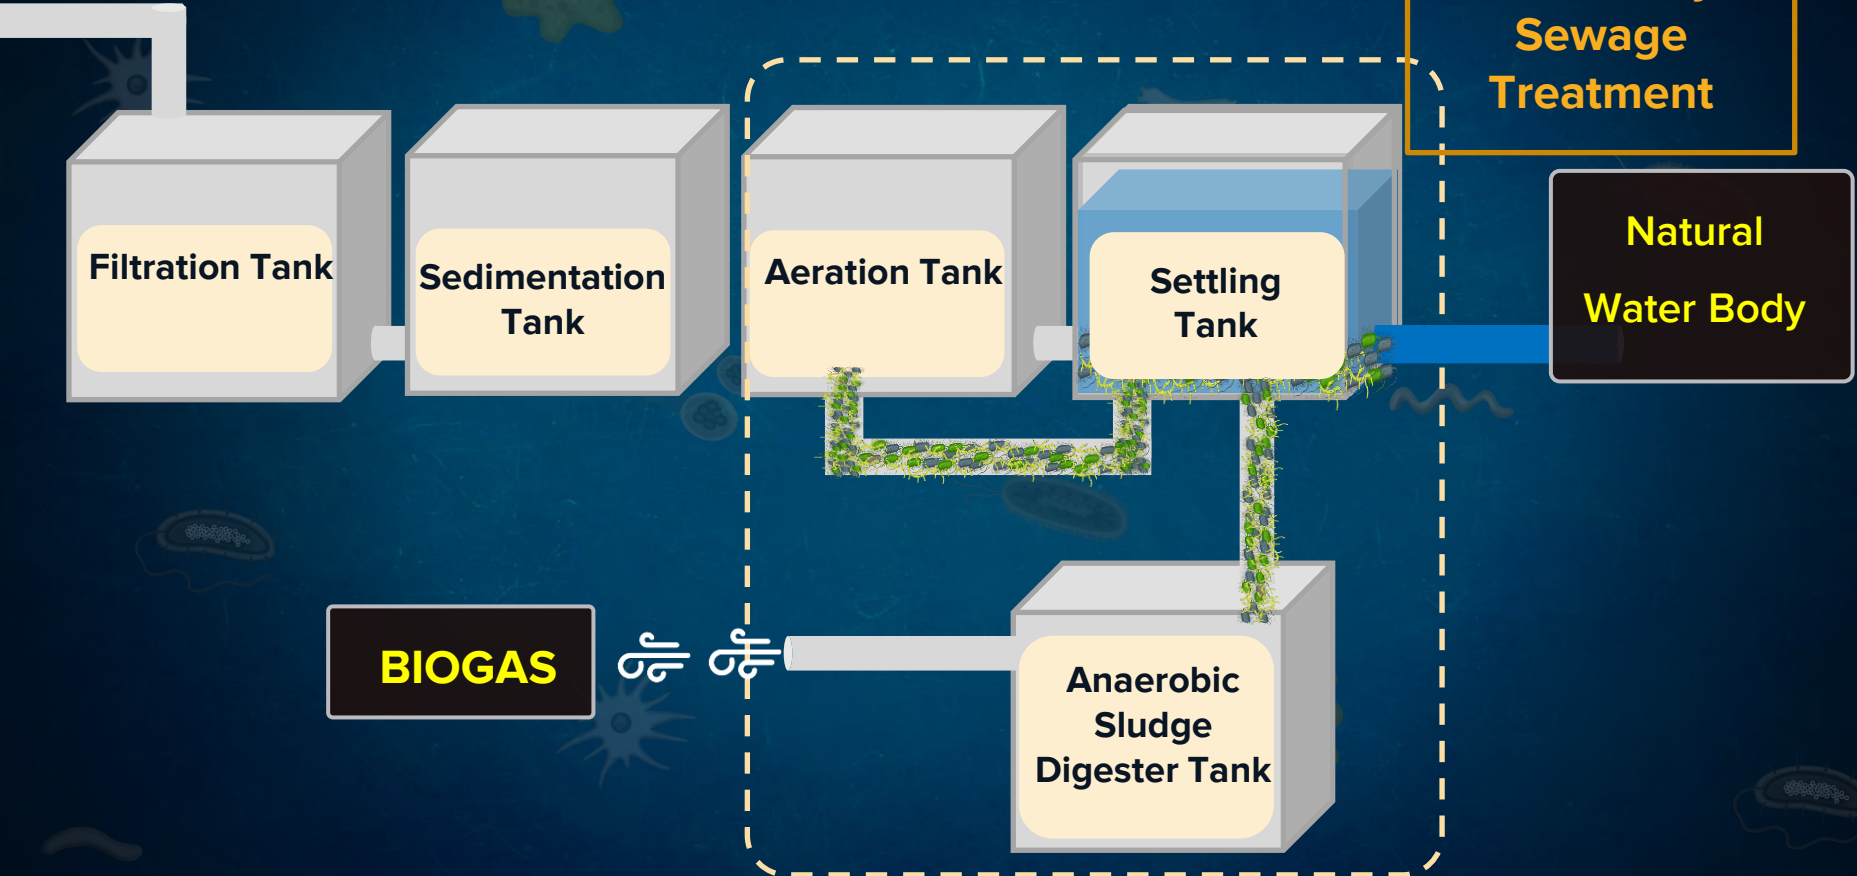 Sewage
Treatment
Filtration Tank
Sedimentation
Tank
Aeration Tank
Settling
Tank
Natural
Water Body
BIOGAS
Anaerobic
Sludge
Digester Tank